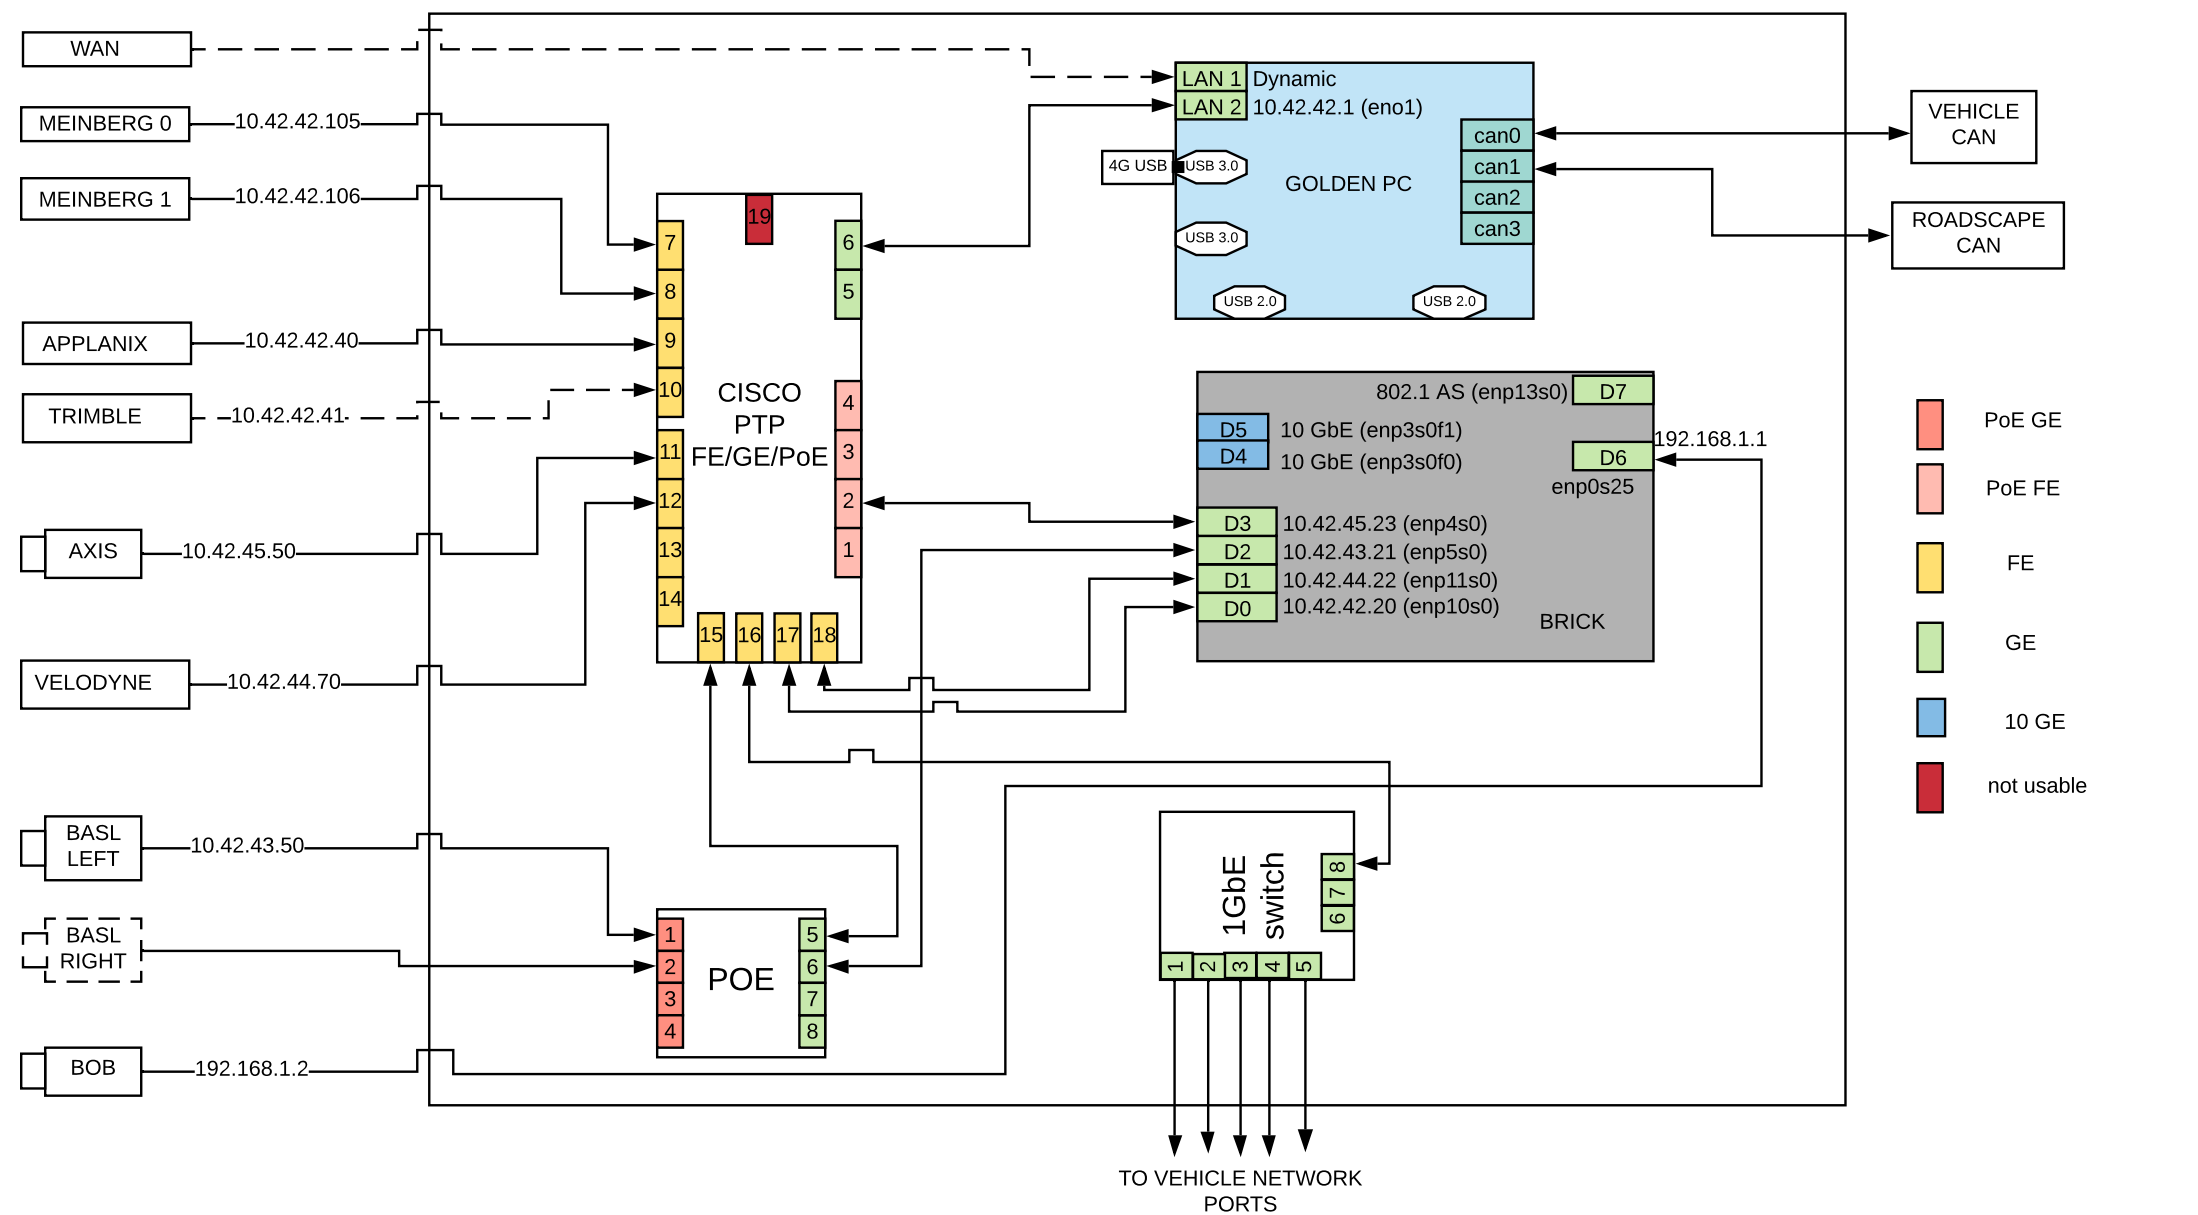 WAN
MEINBERG 0
10.42.42.105
MEINBERG 1
10.42.42.106
APPLANIX
10.42.42.40
TRIMBLE
10.42.42.41
AXIS
10.42.45.50
VELODYNE
10.42.44.70
BASL
LEFT
10.42.43.50
BASL
RIGHT
BOB
192.168.1.2
19
7
8
9
10
11
12
13
14
15
16
17
18
6
5
4
3
2
1
CISCO
PTP
FE/GE/PoE
1
2
3
4
POE
5
6
7
8
LAN 1
Dynamic
LAN 2
10.42.42.1 (eno1)
4G USB
USB 3.0
USB 3.0
GOLDEN PC
can0
can1
can2
can3
USB 2.0
USB 2.0
VEHICLE
CAN
ROADSCAPE
CAN
802.1 AS (enp13s0)
D7
D5
10 GbE (enp3s0f1)
D4
10 GbE (enp3s0f0)
D6
192.168.1.1
enp0s25
D3
10.42.45.23 (enp4s0)
D2
10.42.43.21 (enp5s0)
D1
10.42.44.22 (enp11s0)
D0
10.42.42.20 (enp10s0)
BRICK
1GbE
switch
8
7
6
1
2
3
4
5
TO VEHICLE NETWORK
PORTS
PoE GE
PoE FE
FE
GE
10 GE
not usable